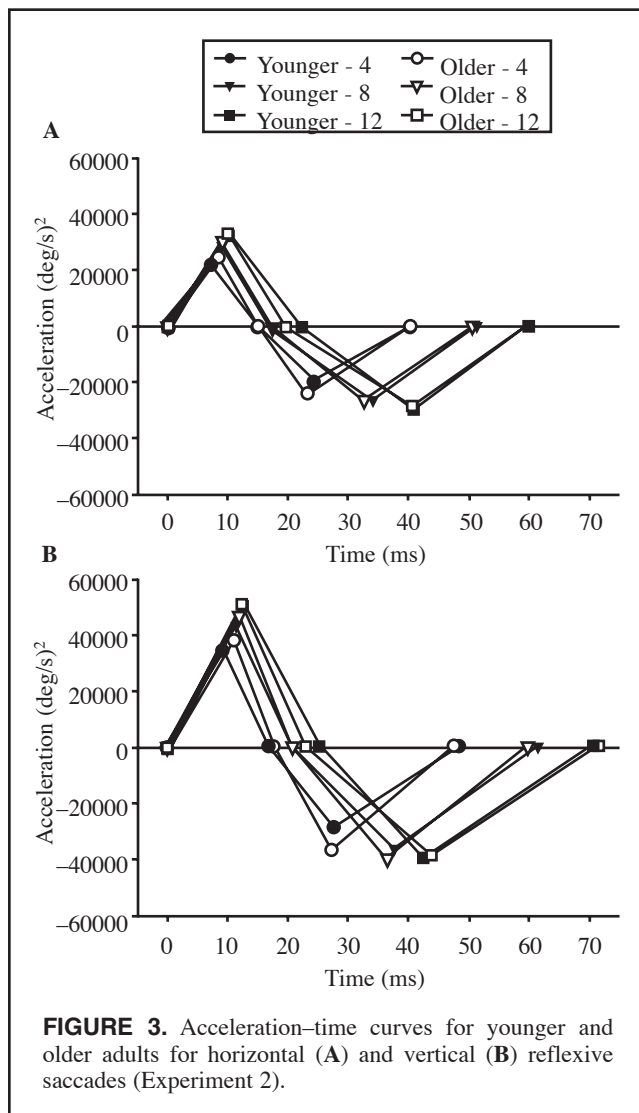 Younger - 4 Older - 4
Younger - 8 Older - 8
Younger - 12 Older - 12
A
60000
40000
20000
0
–20000
–40000
–60000
Acceleration (deg/s)²
0 10 20 30 40 50 60 70
Time (ms)
B
60000
40000
20000
0
–20000
–40000
–60000
Acceleration (deg/s)²
0 10 20 30 40 50 60 70
Time (ms)
FIGURE 3. Acceleration–time curves for younger and
older adults for horizontal (A) and vertical (B) reflexive
saccades (Experiment 2).